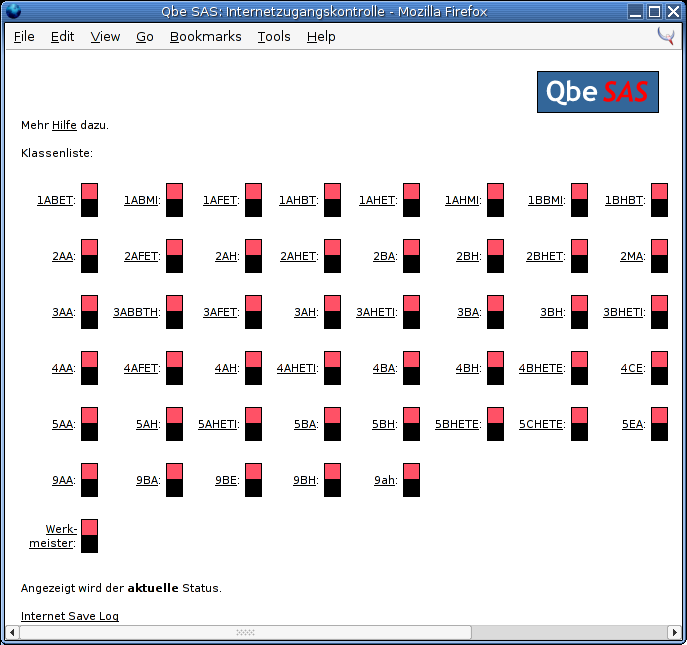 Qbe SAS: Internetzugangskontrolle - Mozilla Firefox
File Edit View Go Bookmarks Tools Help
Qbe SAS
Mehr Hilfe dazu.
Klassenliste:
1ABET: 1ABMI: 1AFET: 1AHBT: 1AHET: 1AHMI: 1BBMI: 1BHBT:
2AA: 2AFET: 2AH: 2AHET: 2BA: 2BH: 2BHET: 2MA:
3AA: 3ABBTH: 3AFET: 3AH: 3AHETI: 3BA: 3BH: 3BHETI:
4AA: 4AFET: 4AH: 4AHETI: 4BA: 4BH: 4BHETE: 4CE:
5AA: 5AH: 5AHETI: 5BA: 5BH: 5BHETE: 5CHETE: 5EA:
9AA: 9BA: 9BE: 9BH: 9ah:
Werk-
meister:
Angezeigt wird der aktuelle Status.
Internet Save Log